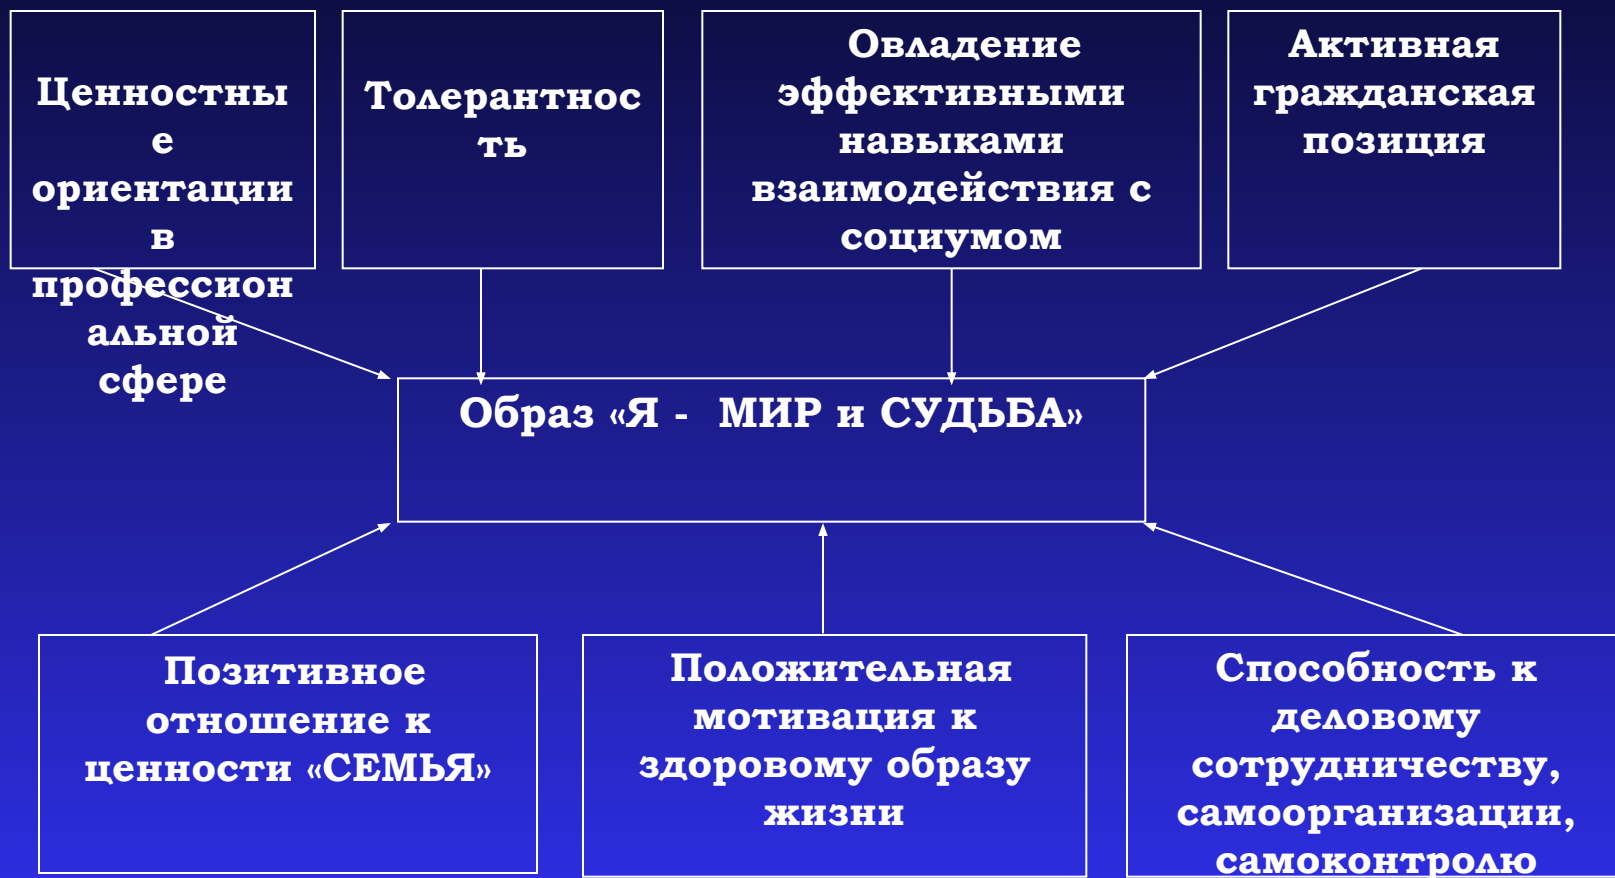 Ценностны
е
ориентации
в
профессион
альной
сфере
Толерантнос
ть
Овладение
эффективными
навыками
взаимодействия с
социумом
Активная
гражданская
позиция
Образ «Я -  МИР и СУДЬБА»
Позитивное
отношение к
ценности «СЕМЬЯ»
Положительная
мотивация к
здоровому образу
жизни
Способность к
деловому
сотрудничеству,
самоорганизации,
самоконтролю